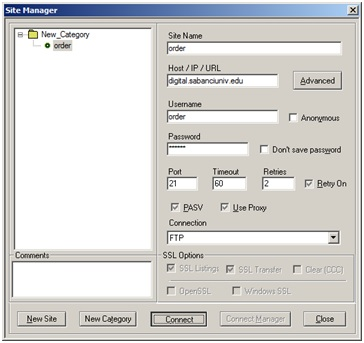 Site Manager
New_Category
order
Site Name
order
Host / IP / URL
digital.sabanciuniv.edu
Advanced
Username
order
Anonymous
Password
******
Don't save password
Port Timeout Retries
21 60 2 Retry On
PASV Use Proxy
Connection
FTP
Comments
SSL Options
SSL Listings SSL Transfer Clear (CCC)
OpenSSL Windows SSL
New Site New Category Connect Connect Manager Close